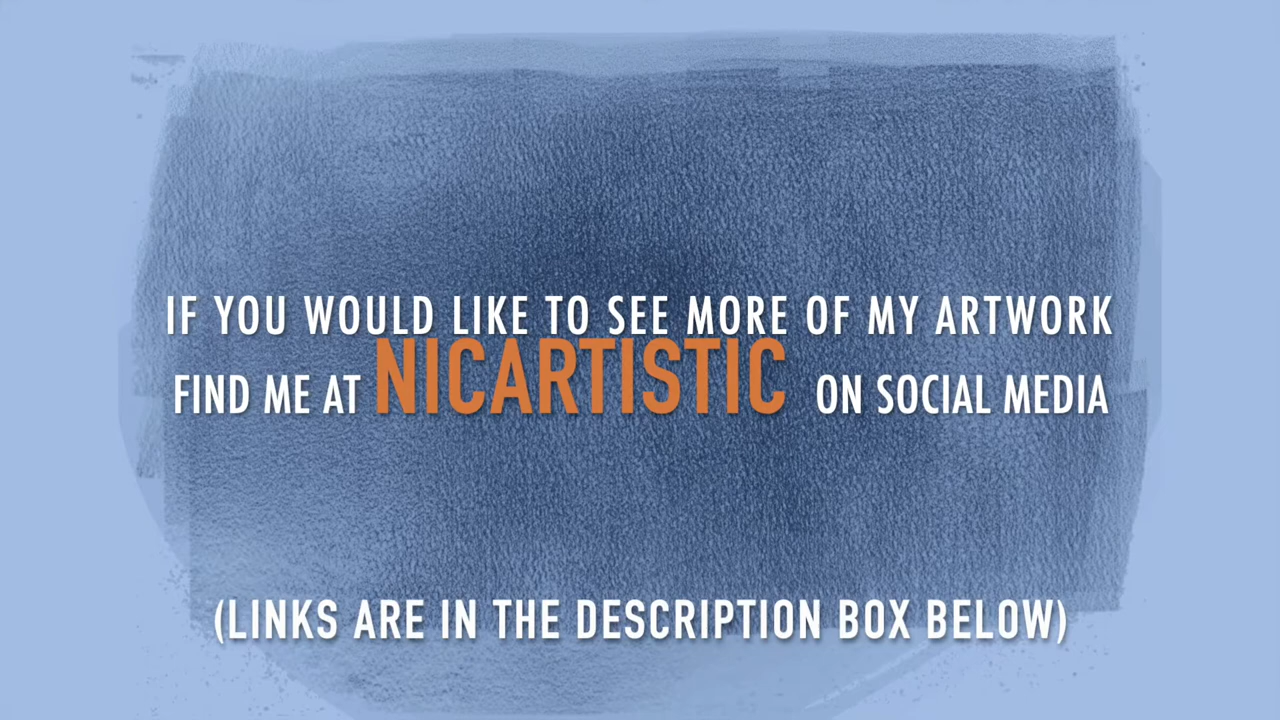 IF YOU WOULD LIKE TO SEE MORE OF MY ARTWORK
FIND ME AT NICARTISTIC ON SOCIAL MEDIA
(LINKS ARE IN THE DESCRIPTION BOX BELOW)